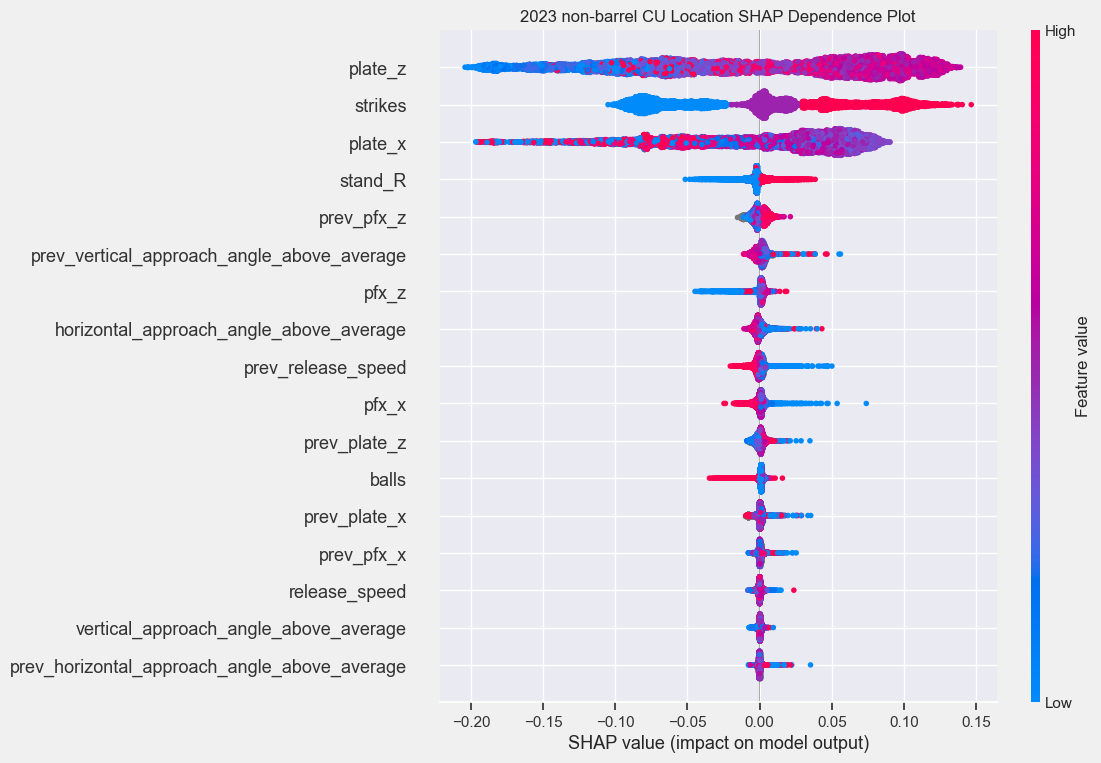 2023 non-barrel CU Location SHAP Dependence Plot
High
plate_z
strikes
plate_x
stand_R
prev_pfx_z
prev_vertical_approach_angle_above_average
pfx_z
horizontal_approach_angle_above_average
prev_release_speed
pfx_x
prev_plate_z
balls
prev_plate_x
prev_pfx_x
release_speed
vertical_approach_angle_above_average
prev_horizontal_approach_angle_above_average
Feature value
Low
−0.20 −0.15 −0.10 −0.05 0.00 0.05 0.10 0.15
SHAP value (impact on model output)